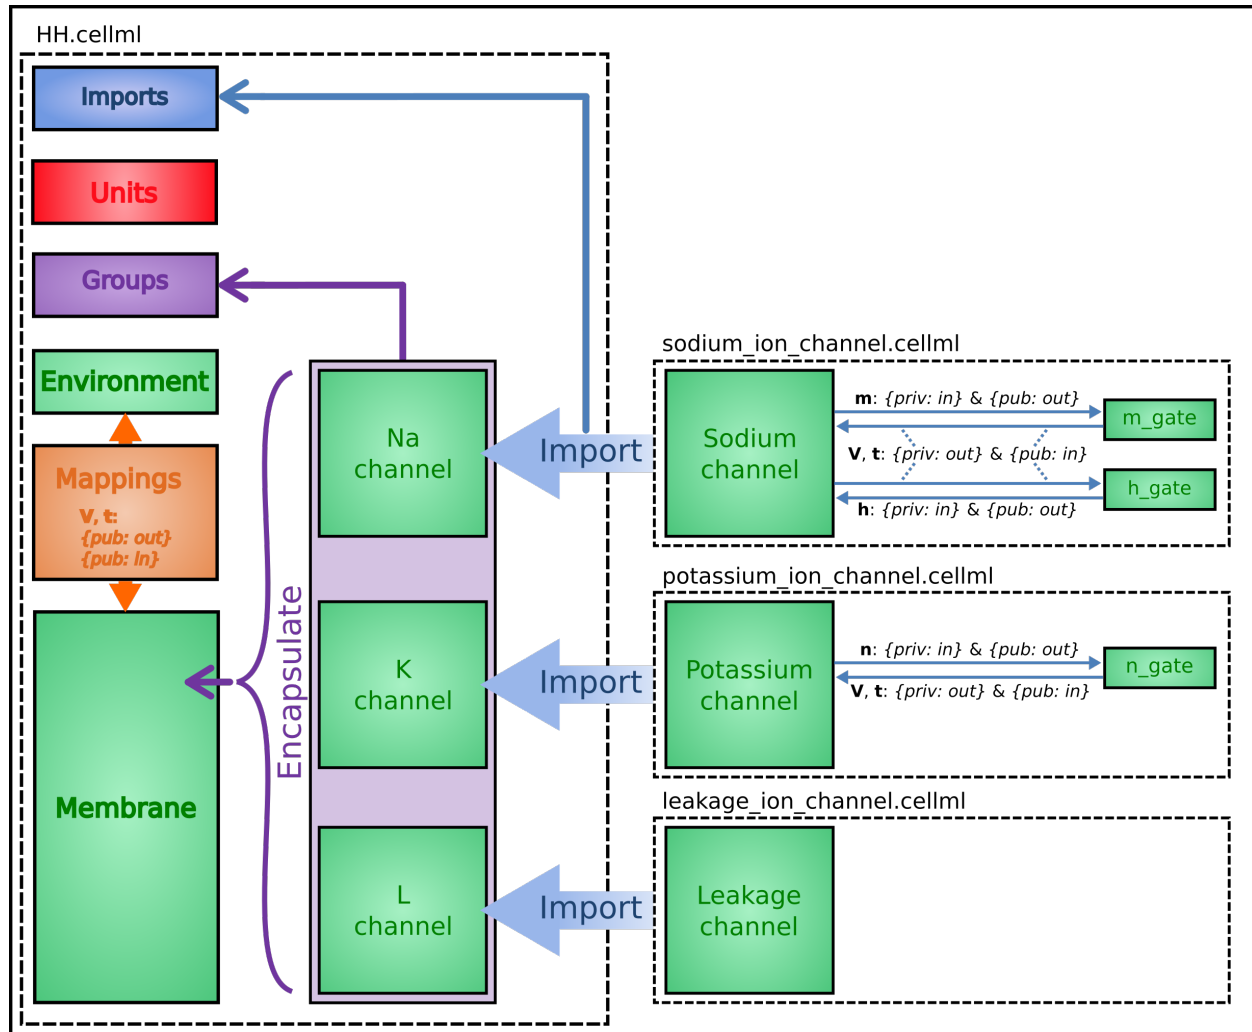 HH.cellml
Imports
Units
Groups
Environment
Mappings
V, t:
{pub: out}
{pub: in}
Membrane
Encapsulate
Na
channel
K
channel
L
channel
Import
Import
Import
sodium_ion_channel.cellml
Sodium
channel
m: {priv: in} & {pub: out}
m_gate
V, t: {priv: out} & {pub: in}
h_gate
h: {priv: in} & {pub: out}
potassium_ion_channel.cellml
Potassium
channel
n: {priv: in} & {pub: out}
n_gate
V, t: {priv: out} & {pub: in}
leakage_ion_channel.cellml
Leakage
channel